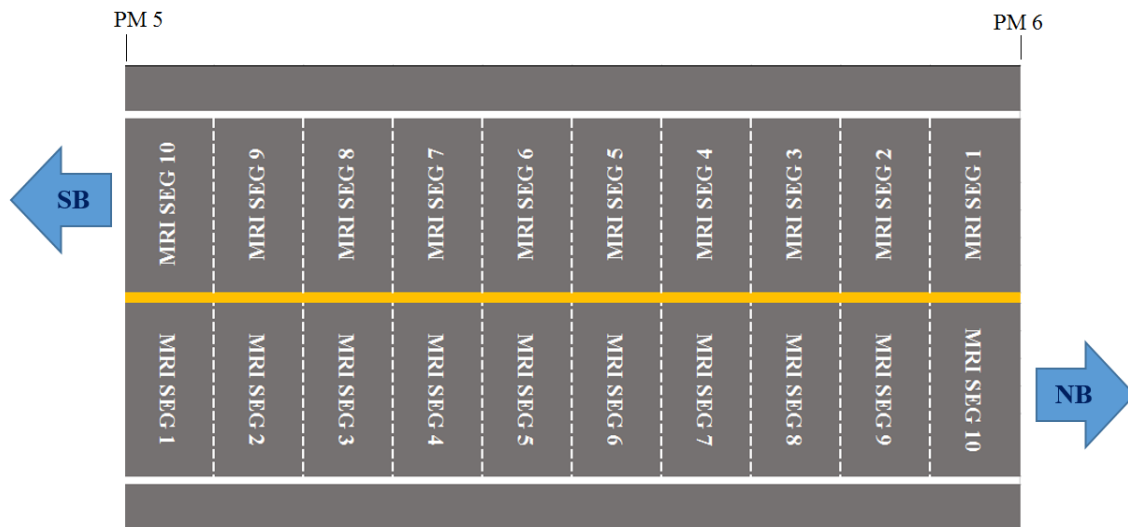 PM 5
PM 6
MRI SEG 10
MRI SEG 9
MRI SEG 8
MRI SEG 7
MRI SEG 6
MRI SEG 5
MRI SEG 4
MRI SEG 3
MRI SEG 2
MRI SEG 1
SB
MRI SEG 1
MRI SEG 2
MRI SEG 3
MRI SEG 4
MRI SEG 5
MRI SEG 6
MRI SEG 7
MRI SEG 8
MRI SEG 9
MRI SEG 10
NB